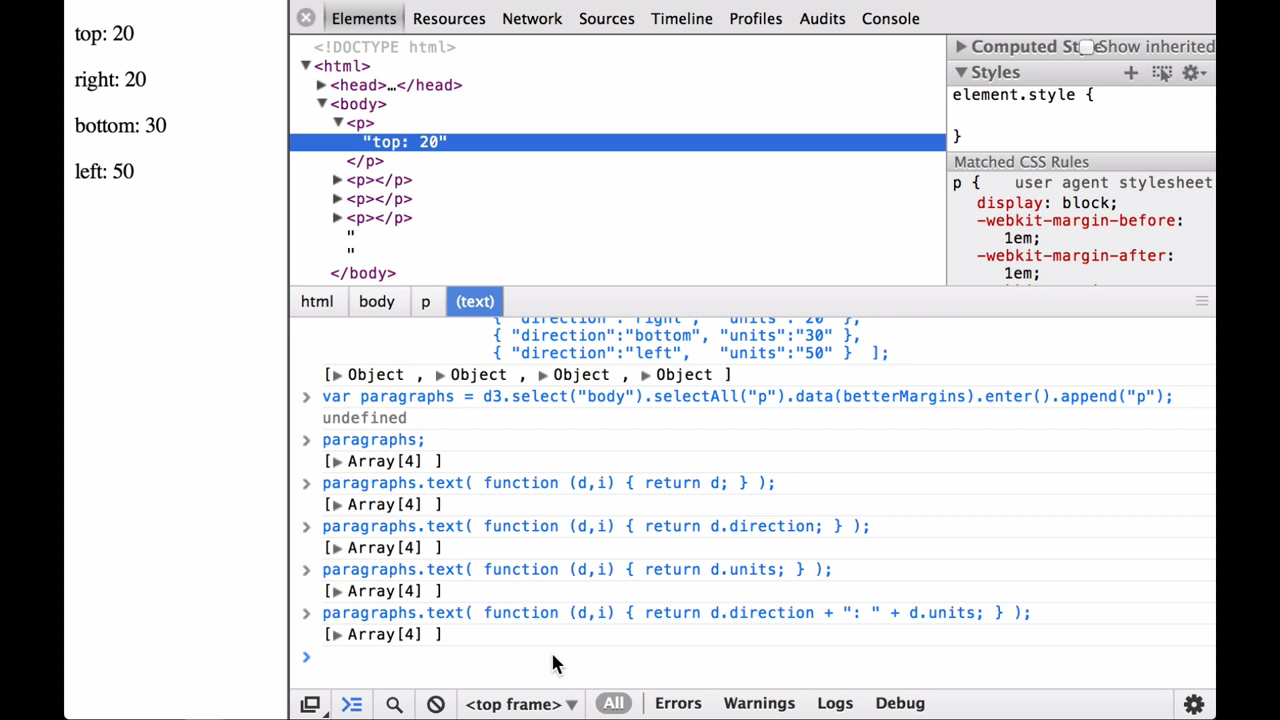 top: 20
right: 20
bottom: 30
left: 50
Elements Resources Network Sources Timeline Profiles Audits Console
<!DOCTYPE html>
▼<html>
▶<head>…</head>
▼<body>
▼<p>
"top: 20"
</p>
▶<p></p>
▶<p></p>
▶<p></p>
"
"
</body>
▶ Computed Style Show inherited
▼ Styles
element.style {
}
Matched CSS Rules
p { user agent stylesheet
display: block;
-webkit-margin-before:
1em;
-webkit-margin-after:
1em;
html body p (text)
{ "direction":"right", "units":"20" },
{ "direction":"bottom", "units":"30" },
{ "direction":"left", "units":"50" } ];
[▶ Object , ▶ Object , ▶ Object , ▶ Object ]
> var paragraphs = d3.select("body").selectAll("p").data(betterMargins).enter().append("p");
undefined
> paragraphs;
[▶ Array[4] ]
> paragraphs.text( function (d,i) { return d; } );
[▶ Array[4] ]
> paragraphs.text( function (d,i) { return d.direction; } );
[▶ Array[4] ]
> paragraphs.text( function (d,i) { return d.units; } );
[▶ Array[4] ]
> paragraphs.text( function (d,i) { return d.direction + ": " + d.units; } );
[▶ Array[4] ]
>
<top frame> ▼ All Errors Warnings Logs Debug